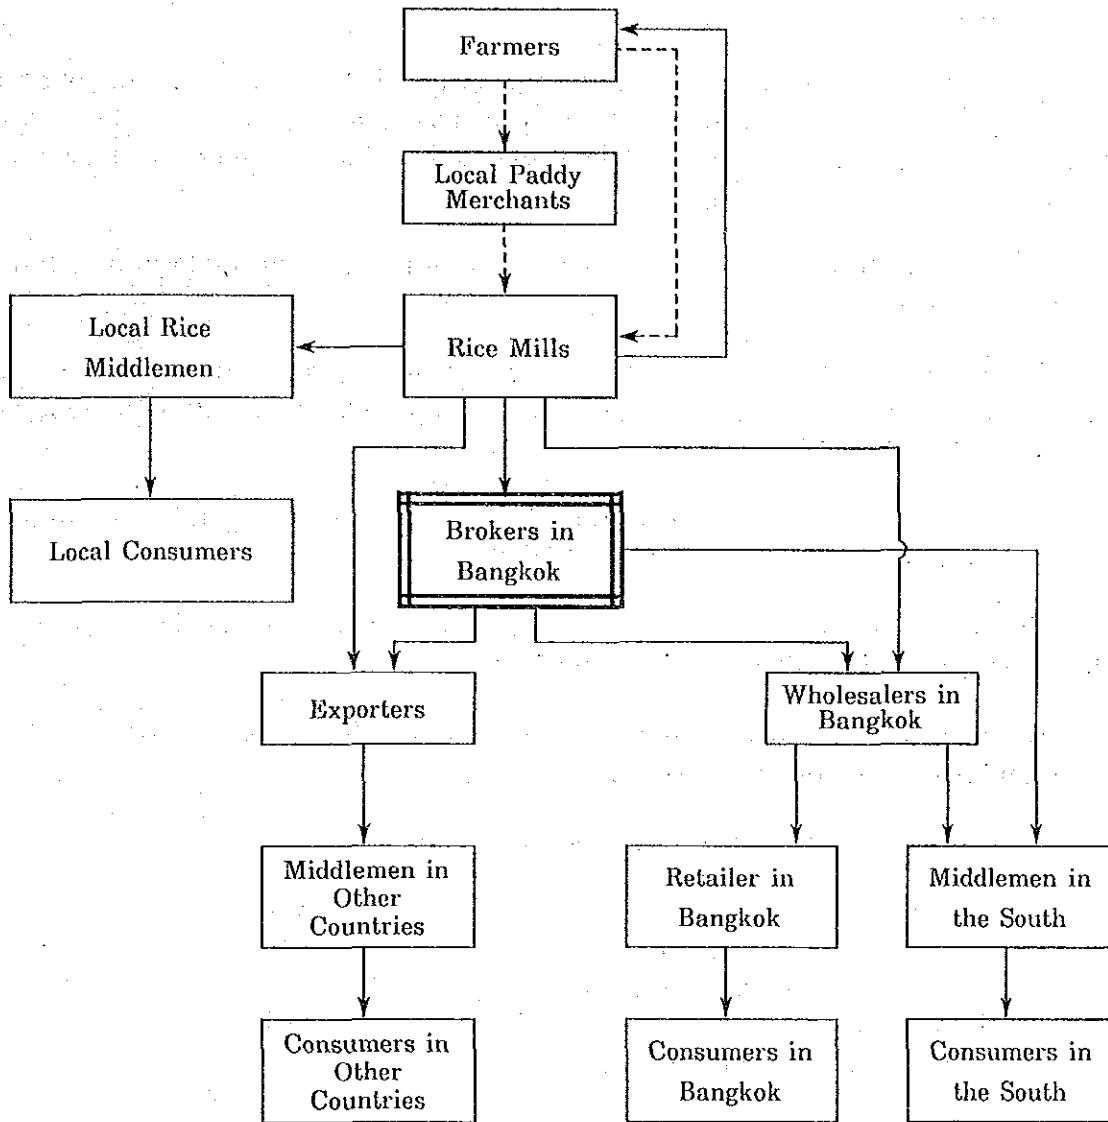 Farmers
Local Paddy
Merchants
Local Rice
Middlemen
Rice Mills
Local Consumers
Brokers in
Bangkok
Exporters
Wholesalers in
Bangkok
Middlemen in
Other
Countries
Retailer in
Bangkok
Middlemen in
the South
Consumers in
Other
Countries
Consumers in
Bangkok
Consumers in
the South